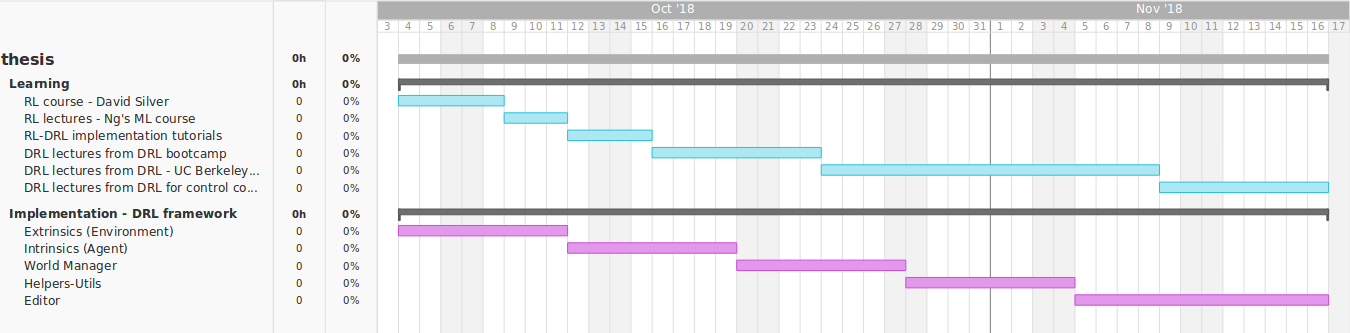 Oct '18 Nov '18
3 4 5 6 7 8 9 10 11 12 13 14 15 16 17 18 19 20 21 22 23 24 25 26 27 28 29 30 31 1 2 3 4 5 6 7 8 9 10 11 12 13 14 15 16 17
thesis 0h 0%
Learning 0h 0%
RL course - David Silver 0 0%
RL lectures - Ng's ML course 0 0%
RL-DRL implementation tutorials 0 0%
DRL lectures from DRL bootcamp 0 0%
DRL lectures from DRL - UC Berkeley... 0 0%
DRL lectures from DRL for control co... 0 0%
Implementation - DRL framework 0h 0%
Extrinsics (Environment) 0 0%
Intrinsics (Agent) 0 0%
World Manager 0 0%
Helpers-Utils 0 0%
Editor 0 0%